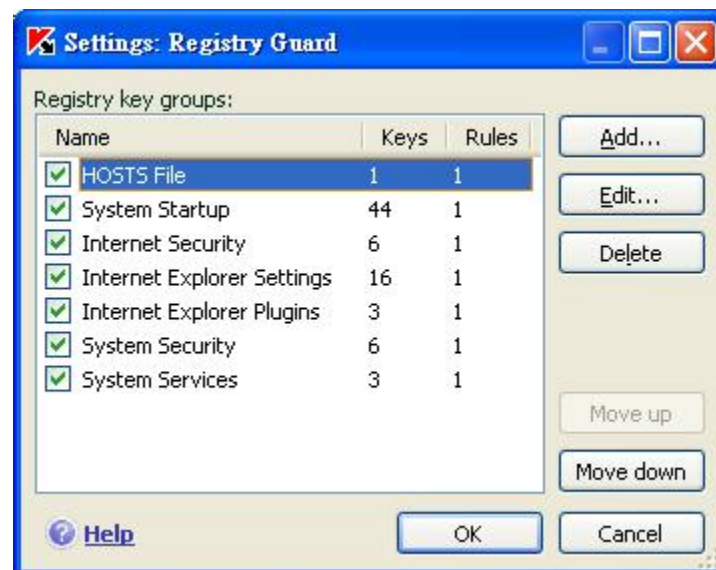 Settings: Registry Guard
Registry key groups:
Name Keys Rules
HOSTS File 1 1
System Startup 44 1
Internet Security 6 1
Internet Explorer Settings 16 1
Internet Explorer Plugins 3 1
System Security 6 1
System Services 3 1
Add...
Edit...
Delete
Move up
Move down
Help
OK
Cancel